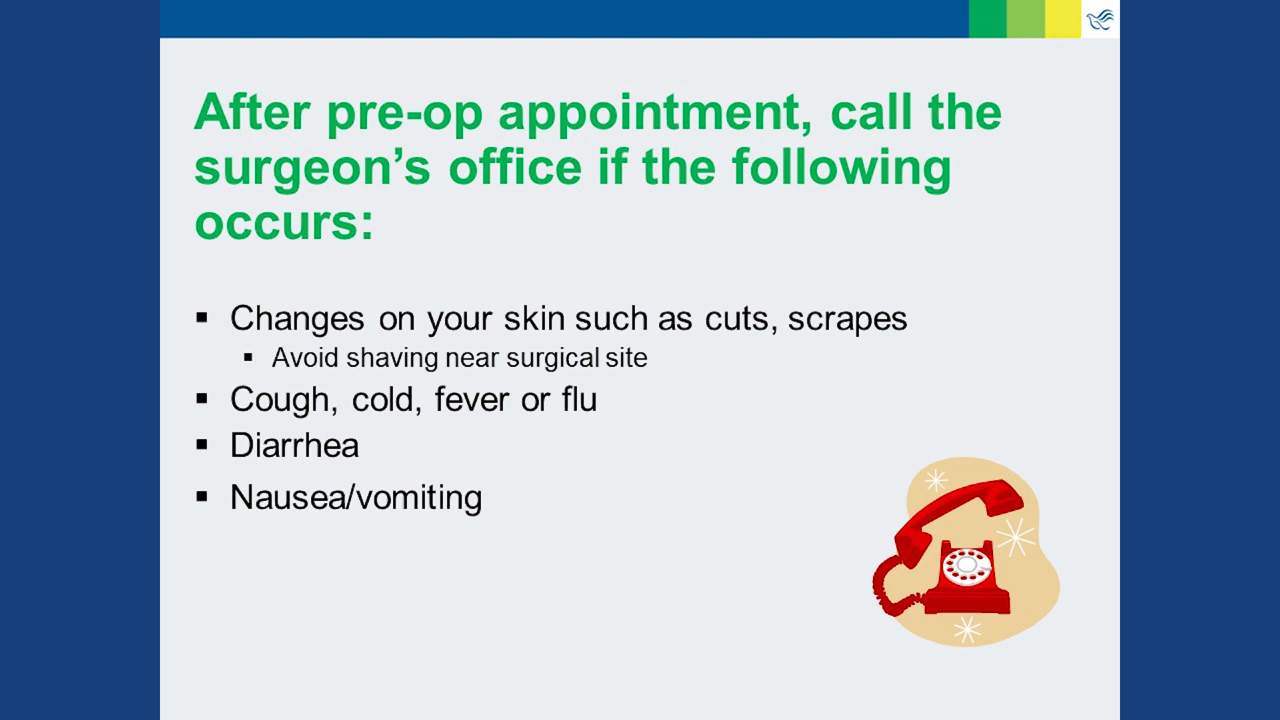 After pre-op appointment, call the
surgeon’s office if the following
occurs:
▪ Changes on your skin such as cuts, scrapes
▪ Avoid shaving near surgical site
▪ Cough, cold, fever or flu
▪ Diarrhea
▪ Nausea/vomiting